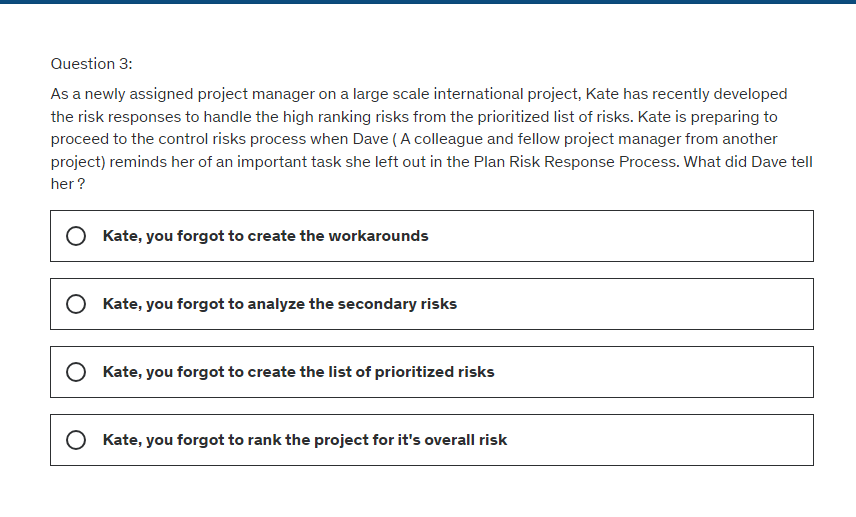 Question 3:
As a newly assigned project manager on a large scale international project, Kate has recently developed
the risk responses to handle the high ranking risks from the prioritized list of risks. Kate is preparing to
proceed to the control risks process when Dave ( A colleague and fellow project manager from another
project) reminds her of an important task she left out in the Plan Risk Response Process. What did Dave tell
her ?
Kate, you forgot to create the workarounds
Kate, you forgot to analyze the secondary risks
Kate, you forgot to create the list of prioritized risks
Kate, you forgot to rank the project for it's overall risk